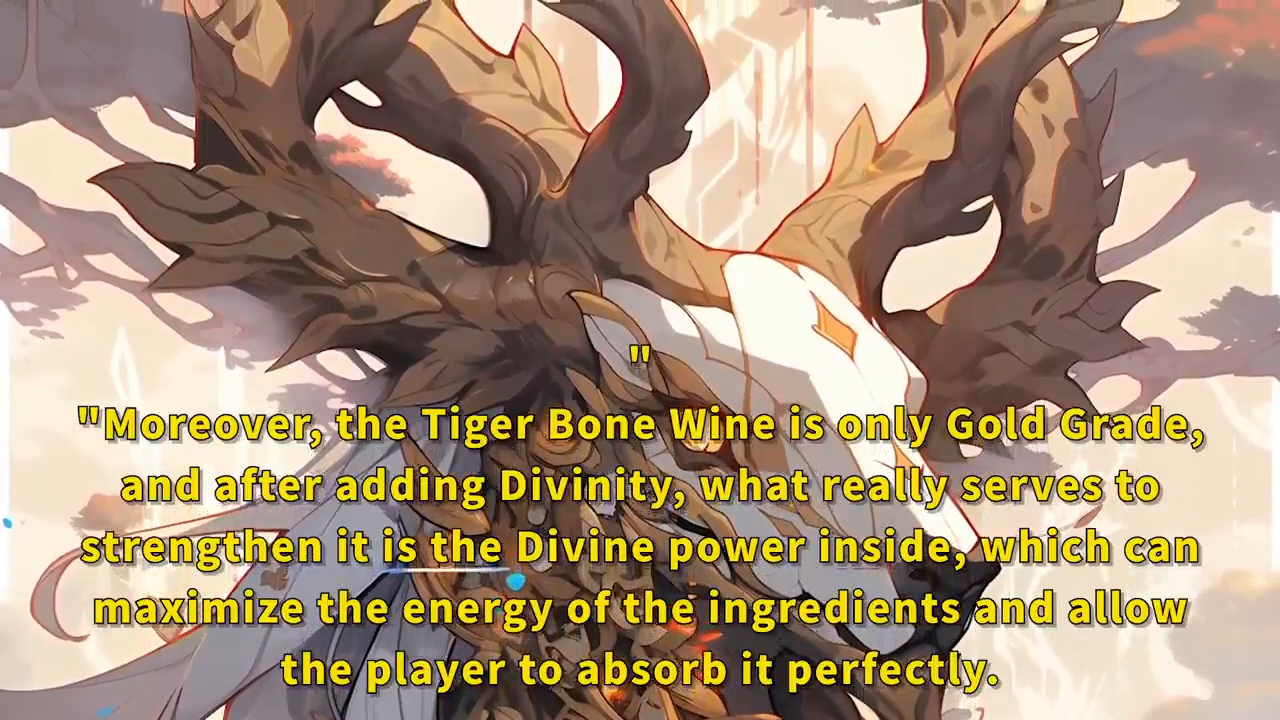 "
"Moreover, the Tiger Bone Wine is only Gold Grade,
and after adding Divinity, what really serves to
strengthen it is the Divine power inside, which can
maximize the energy of the ingredients and allow
the player to absorb it perfectly.